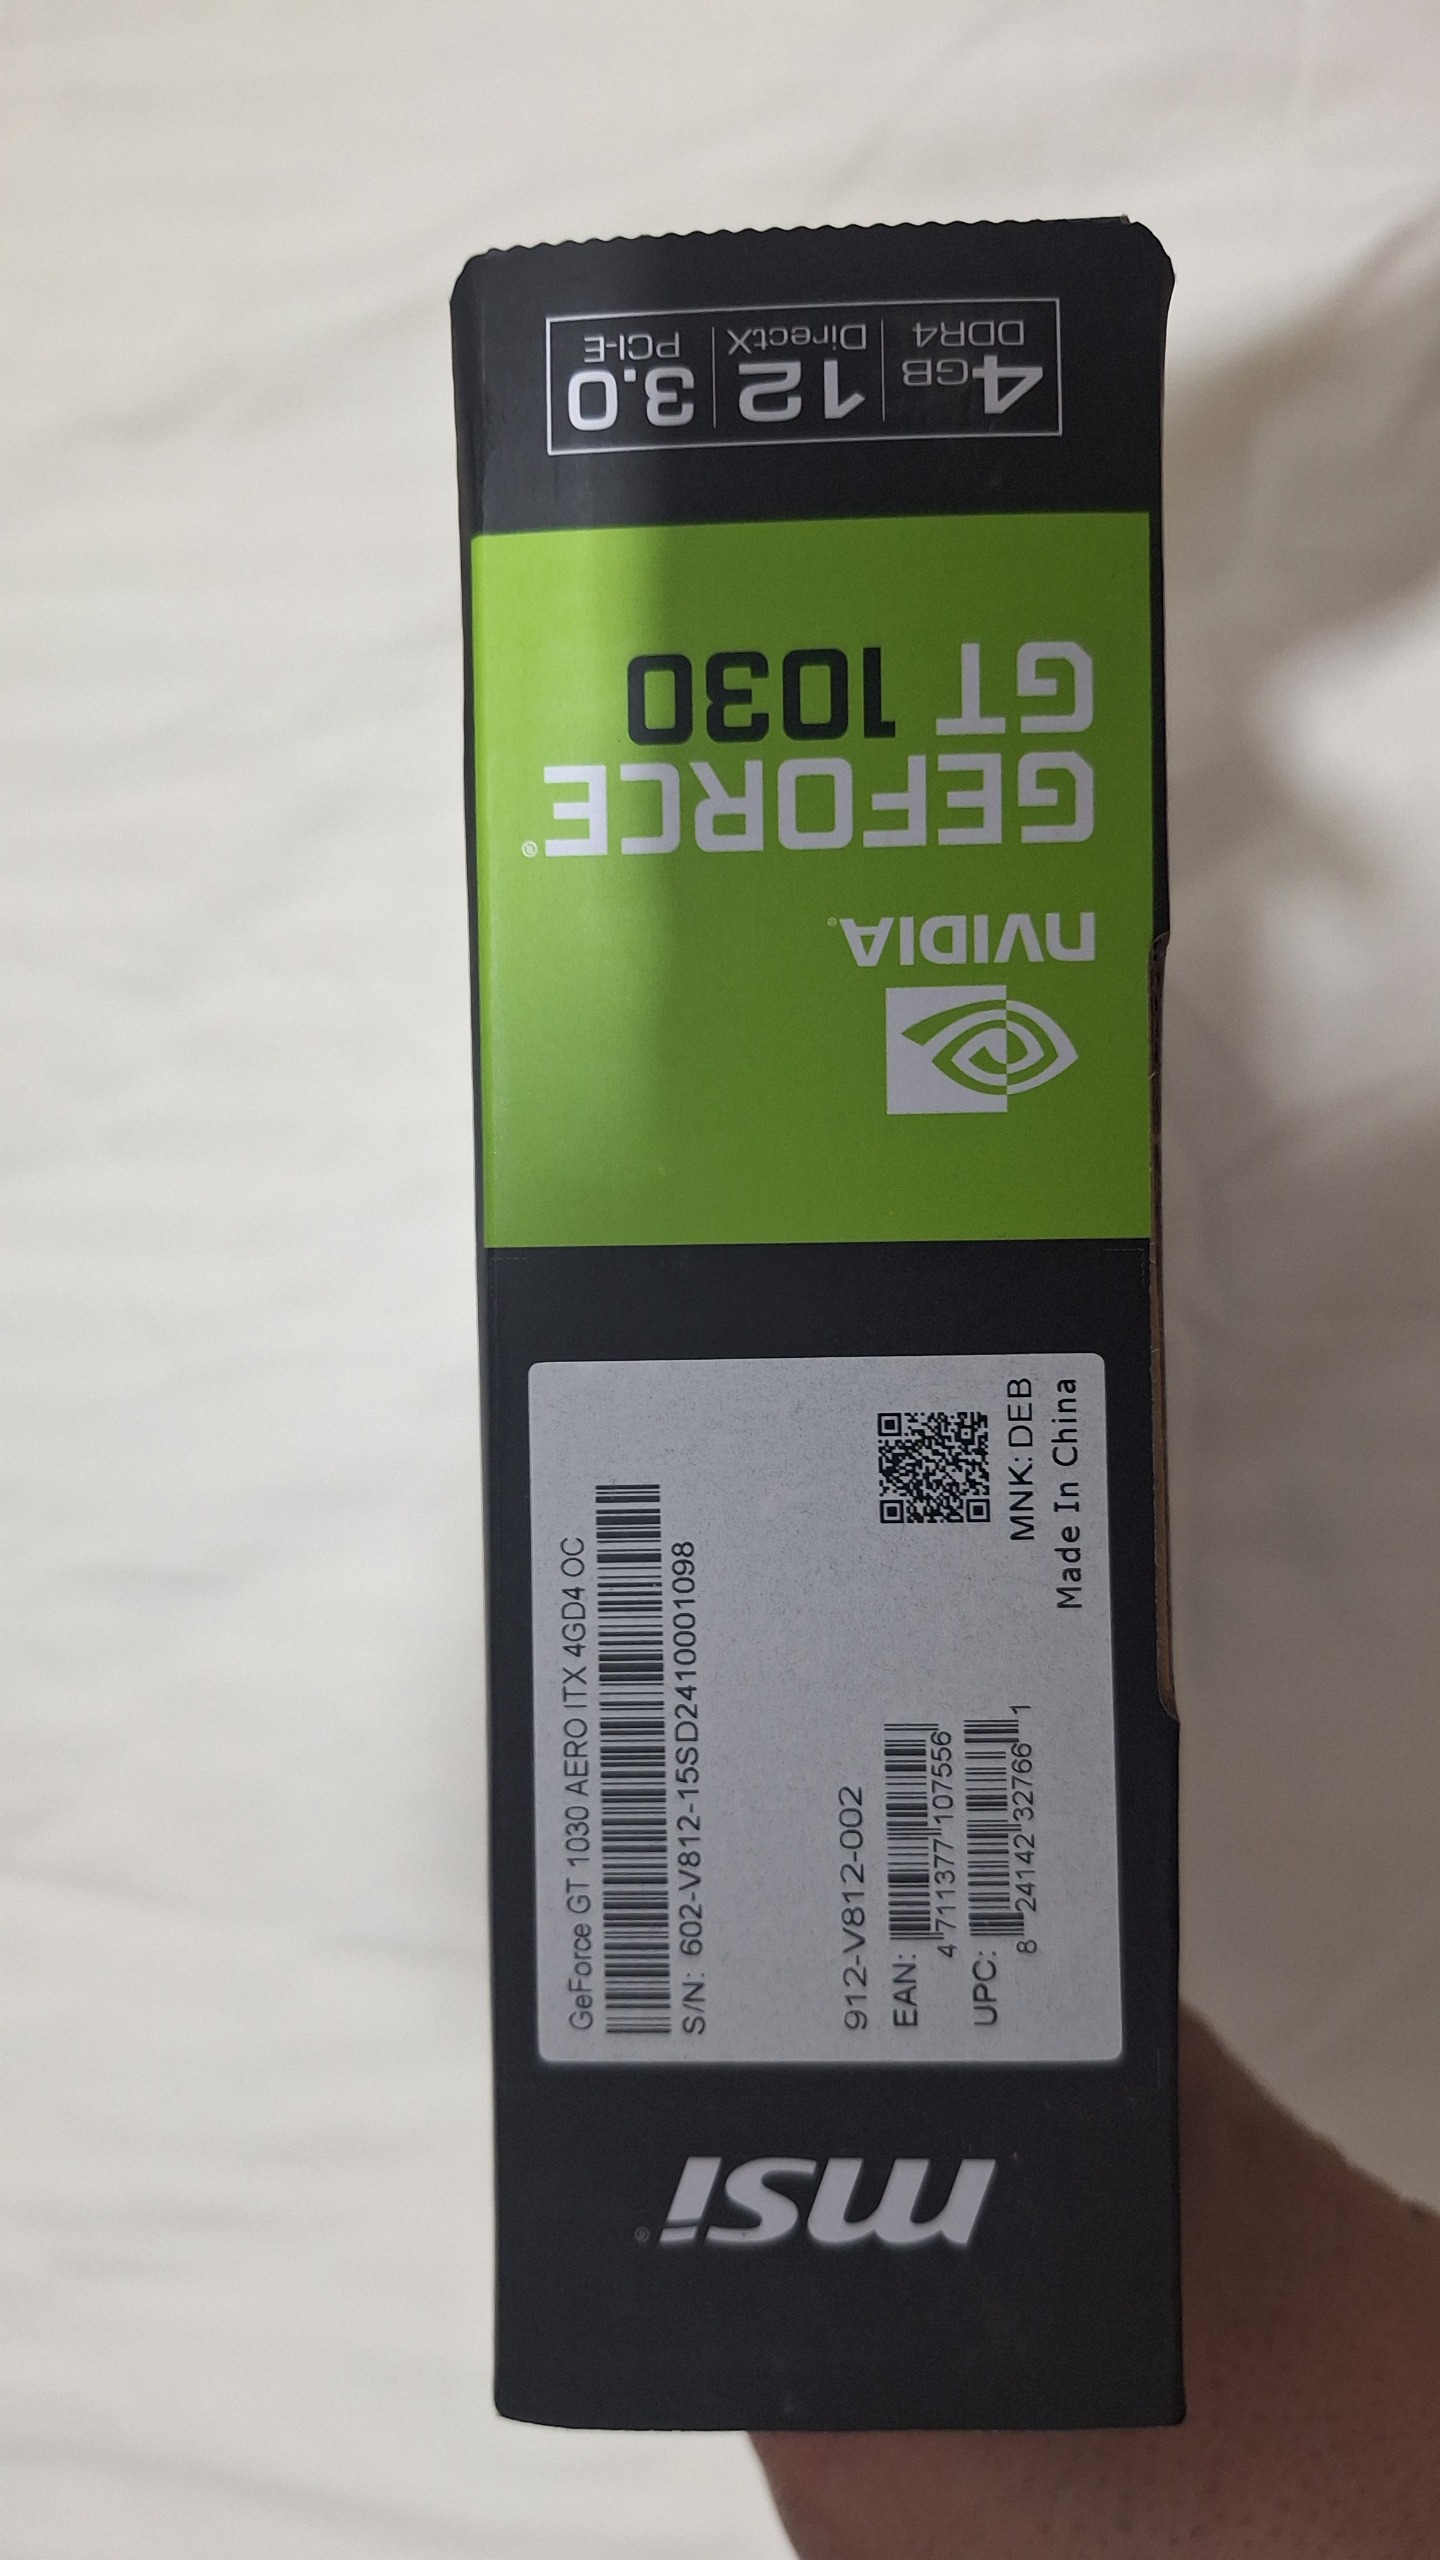 4GB
DDR4
12
DirectX
3.0
PCI-E
NVIDIA®
GEFORCE®
GT 1030
GeForce GT 1030 AERO ITX 4GD4 OC
S/N: 602-V812-15SD2410001098
912-V812-002
EAN:
4 711377 107556
UPC:
8 24142 32766 1
MNK: DEB
Made In China
msi®